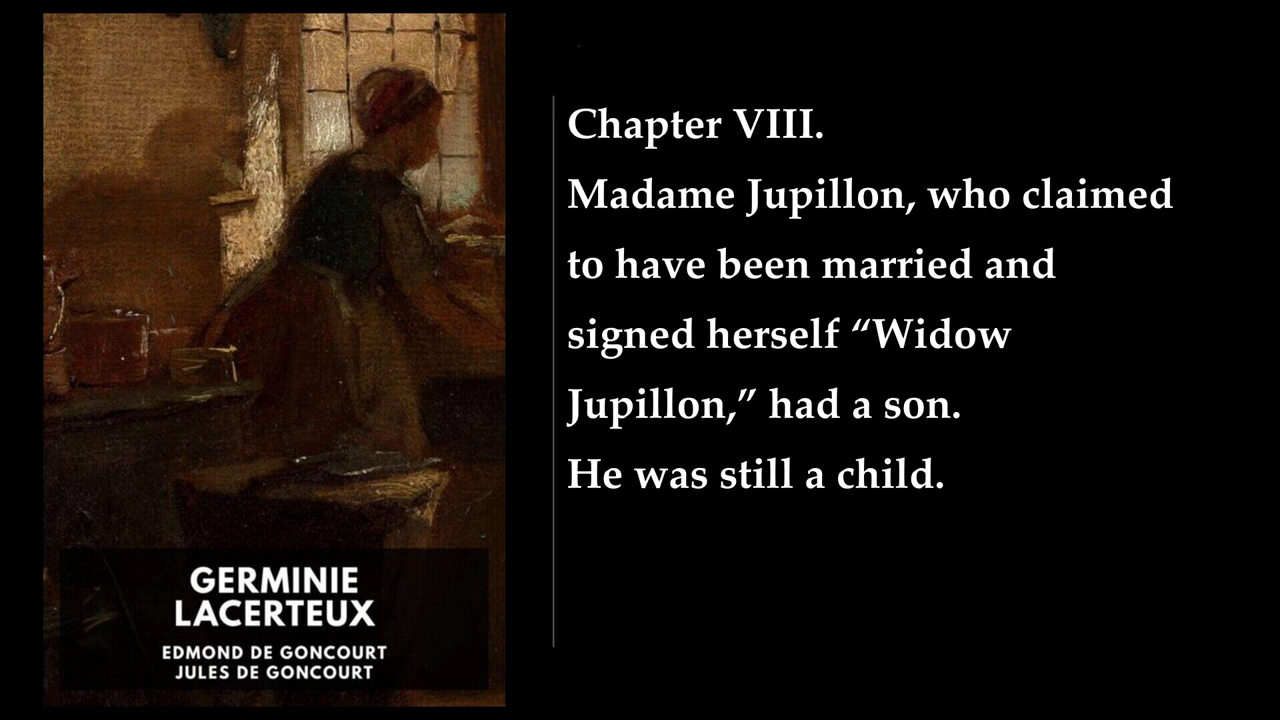 Chapter VIII.
Madame Jupillon, who claimed
to have been married and
signed herself “Widow
Jupillon,” had a son.
He was still a child.
GERMINIE
LACERTEUX
EDMOND DE GONCOURT
JULES DE GONCOURT